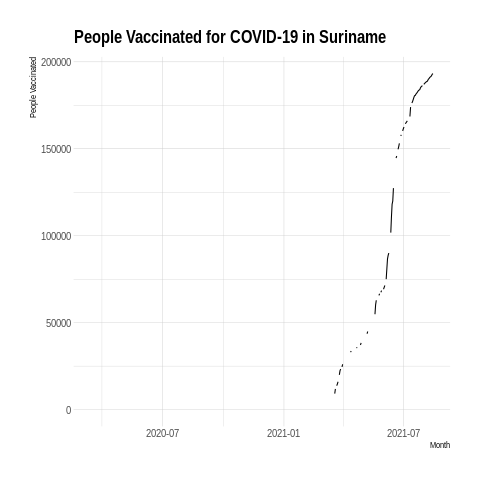 People Vaccinated for COVID-19 in Suriname
People Vaccinated
200000
150000
100000
50000
0
2020-07
2021-01
2021-07
Month